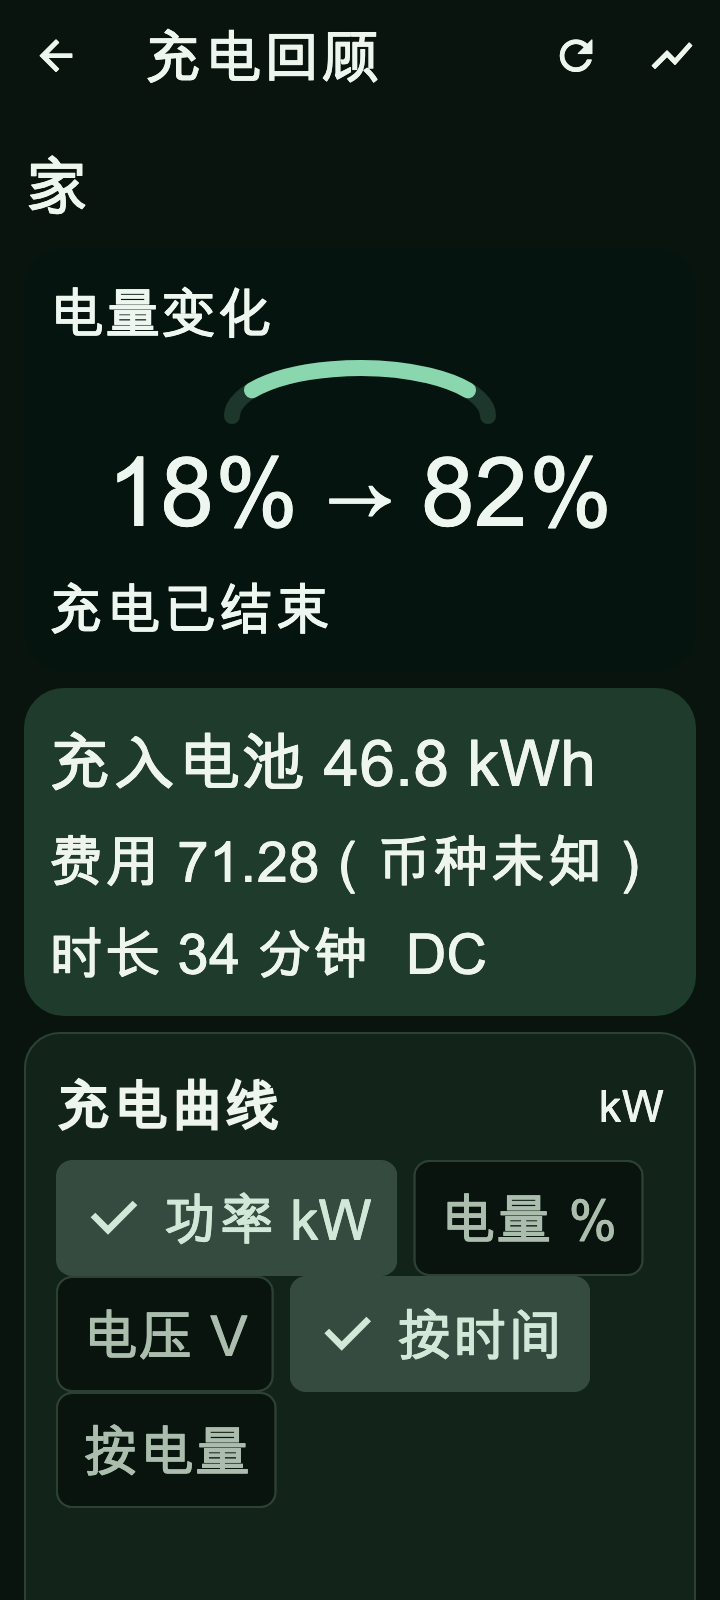 充电回顾
家
电量变化
18% → 82%
充电已结束
充入电池 46.8 kWh
费用 71.28（币种未知）
时长 34 分钟  DC
充电曲线 kW
功率 kW 电量 %
电压 V 按时间
按电量